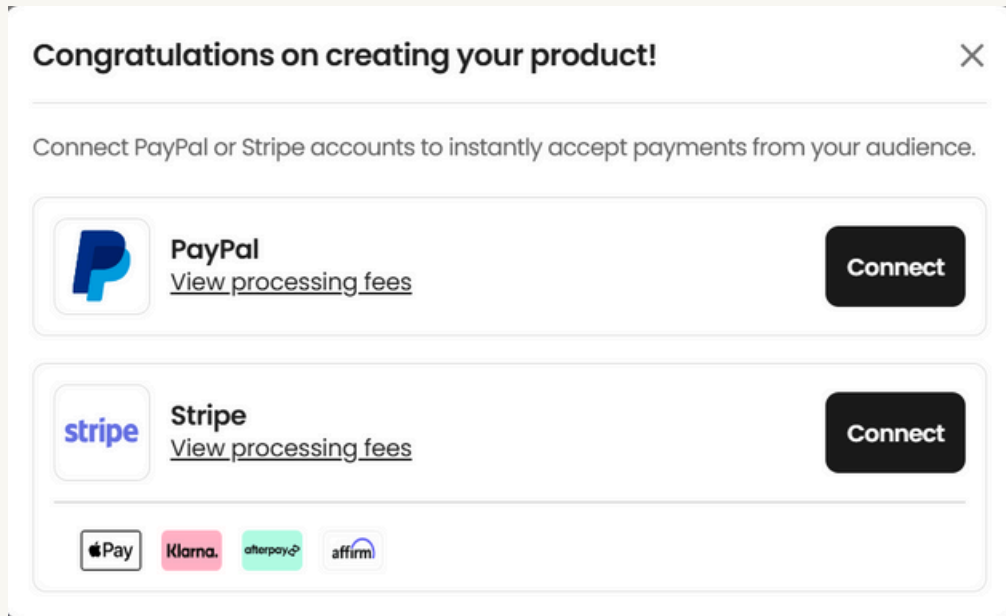 Congratulations on creating your product!
Connect PayPal or Stripe accounts to instantly accept payments from your audience.
PayPal
View processing fees
Connect
stripe
Stripe
View processing fees
Connect
Pay
Klarna.
afterpay
affirm